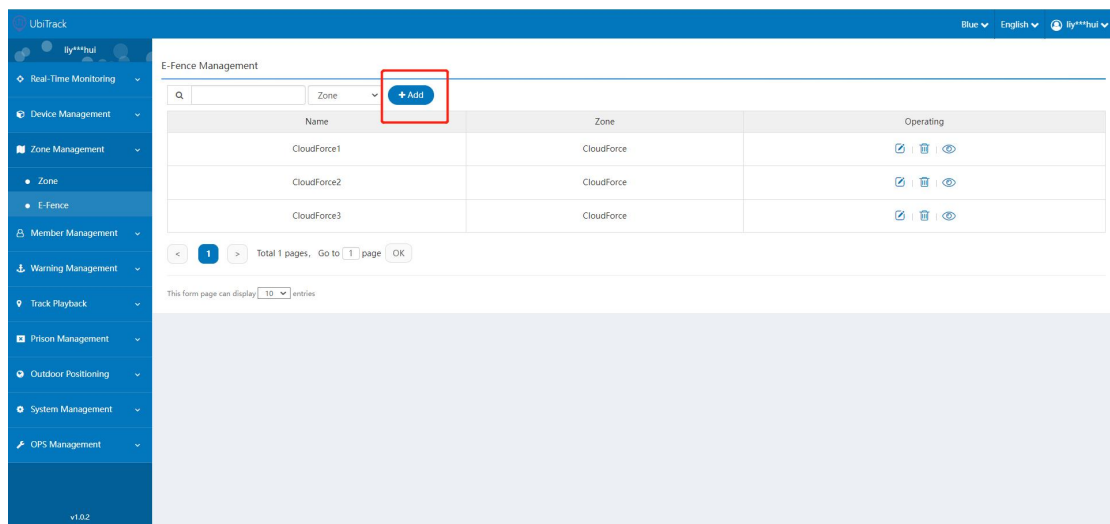 UbiTrack
Blue English liy***hui
liy***hui
Real-Time Monitoring
Device Management
Zone Management
Zone
E-Fence
Member Management
Warning Management
Track Playback
Prison Management
Outdoor Positioning
System Management
OPS Management
v1.0.2
E-Fence Management
Zone + Add
Name Zone Operating
CloudForce1 CloudForce
CloudForce2 CloudForce
CloudForce3 CloudForce
< 1 > Total 1 pages, Go to 1 page OK
This form page can display 10 entries